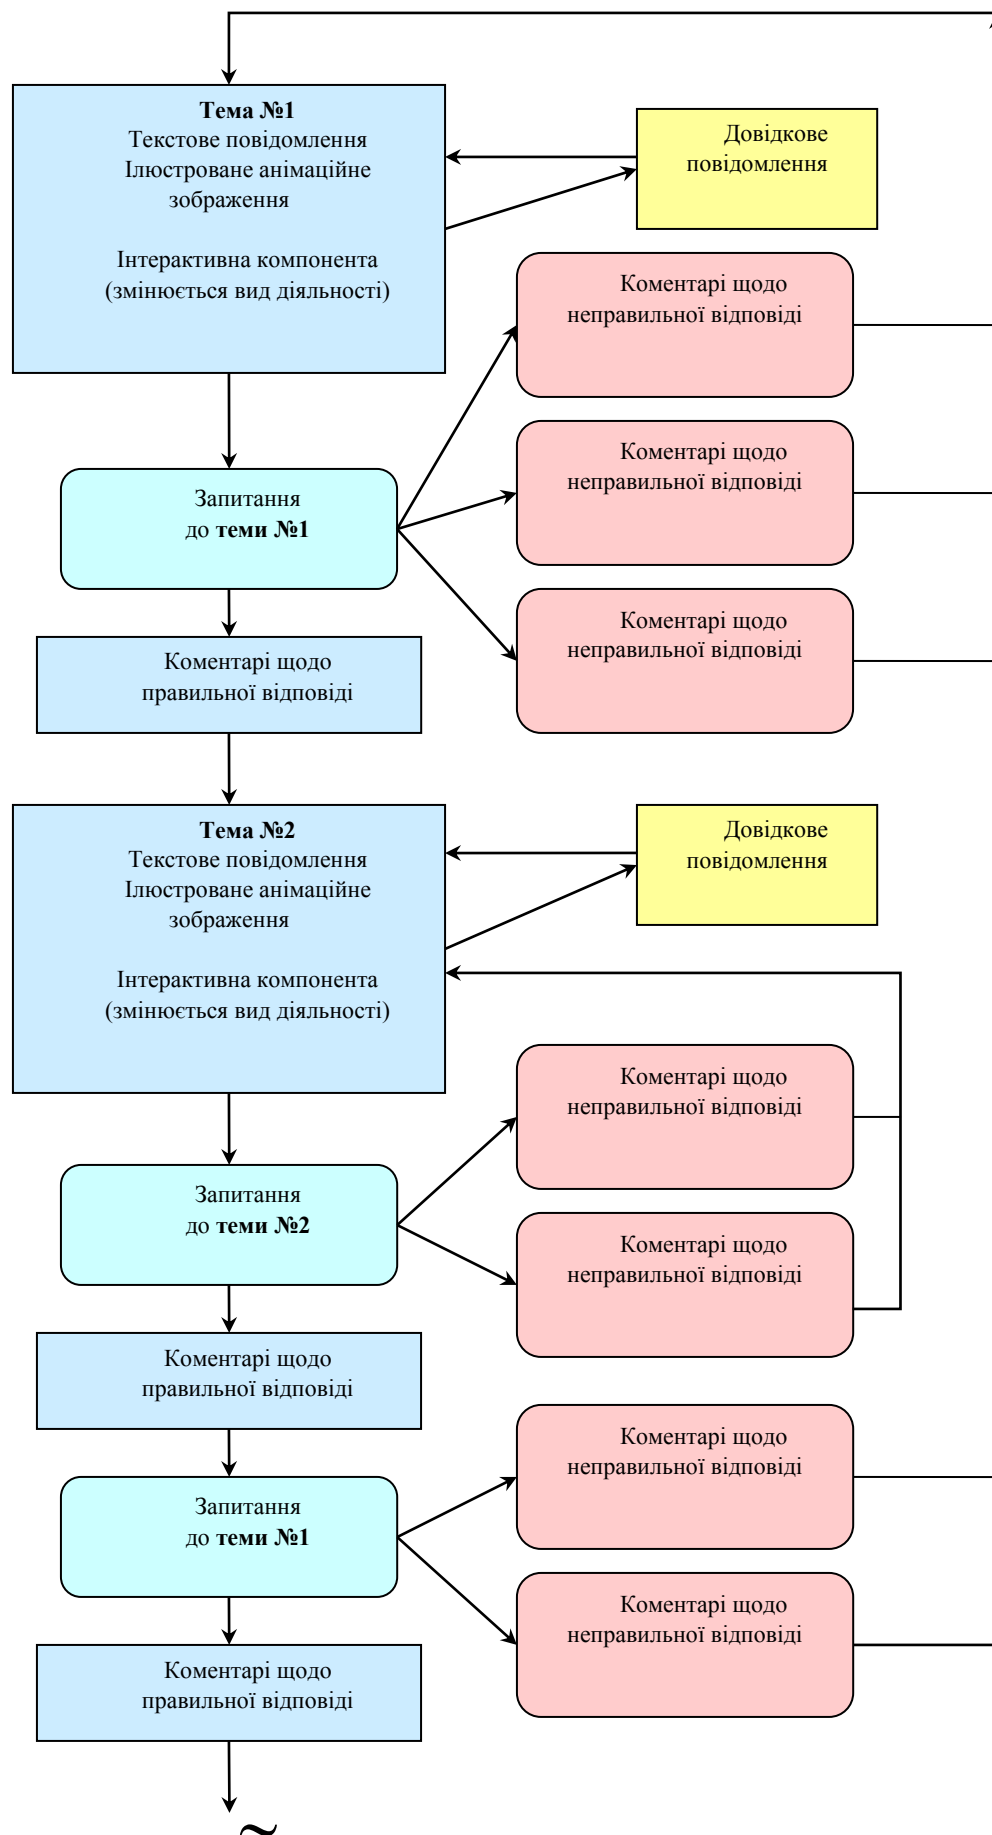 Тема №1
Текстове повідомлення
Ілюстроване анімаційне
зображення
Інтерактивна компонента
(змінюється вид діяльності)
Довідкове
повідомлення
Коментарі щодо
неправильної відповіді
Коментарі щодо
неправильної відповіді
Запитання
до теми №1
Коментарі щодо
неправильної відповіді
Коментарі щодо
правильної відповіді
Тема №2
Текстове повідомлення
Ілюстроване анімаційне
зображення
Інтерактивна компонента
(змінюється вид діяльності)
Довідкове
повідомлення
Коментарі щодо
неправильної відповіді
Запитання
до теми №2
Коментарі щодо
неправильної відповіді
Коментарі щодо
правильної відповіді
Коментарі щодо
неправильної відповіді
Запитання
до теми №1
Коментарі щодо
неправильної відповіді
Коментарі щодо
правильної відповіді